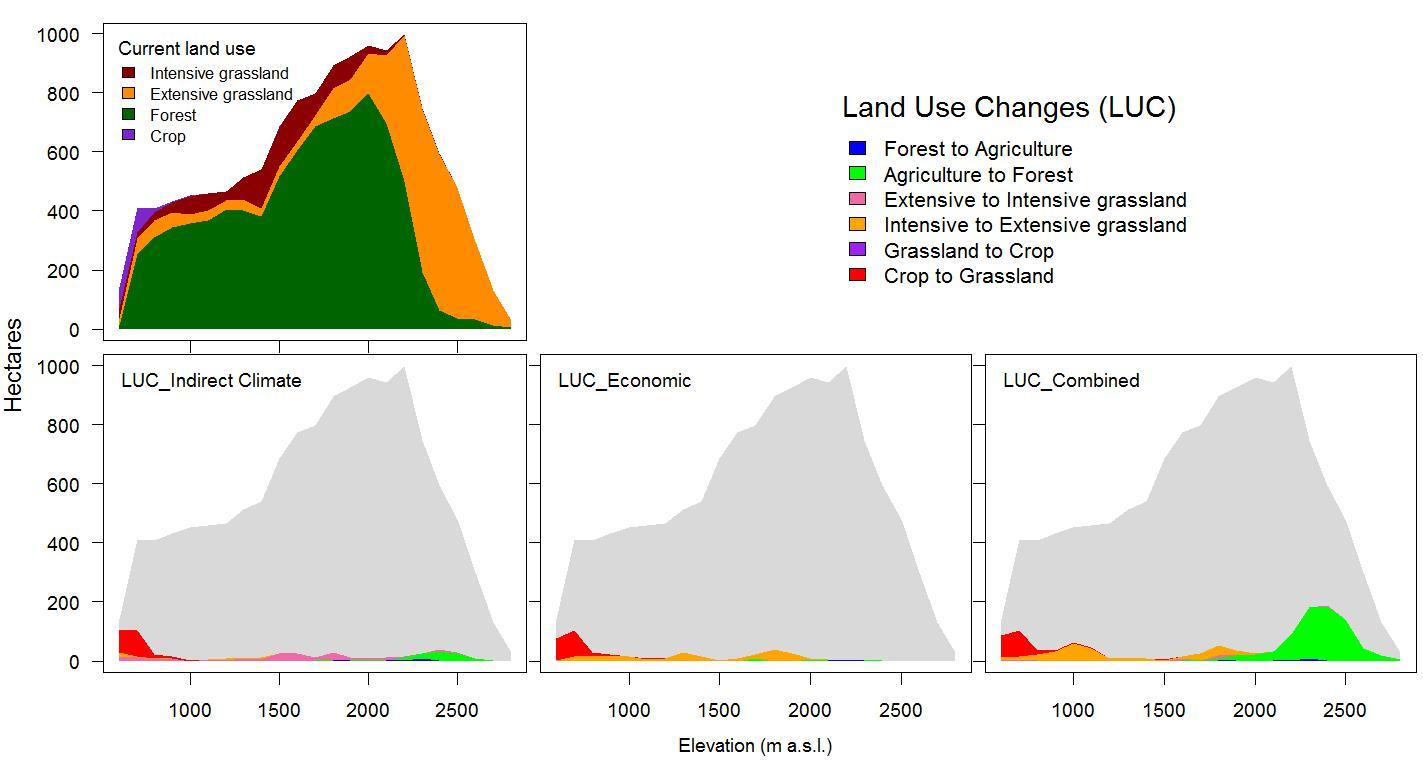 Hectares
1000
800
600
400
200
0
Current land use
Intensive grassland
Extensive grassland
Forest
Crop
Land Use Changes (LUC)
Forest to Agriculture
Agriculture to Forest
Extensive to Intensive grassland
Intensive to Extensive grassland
Grassland to Crop
Crop to Grassland
1000
800
600
400
200
0
LUC_Indirect Climate
LUC_Economic
LUC_Combined
1000 1500 2000 2500
1000 1500 2000 2500
1000 1500 2000 2500
Elevation (m a.s.l.)